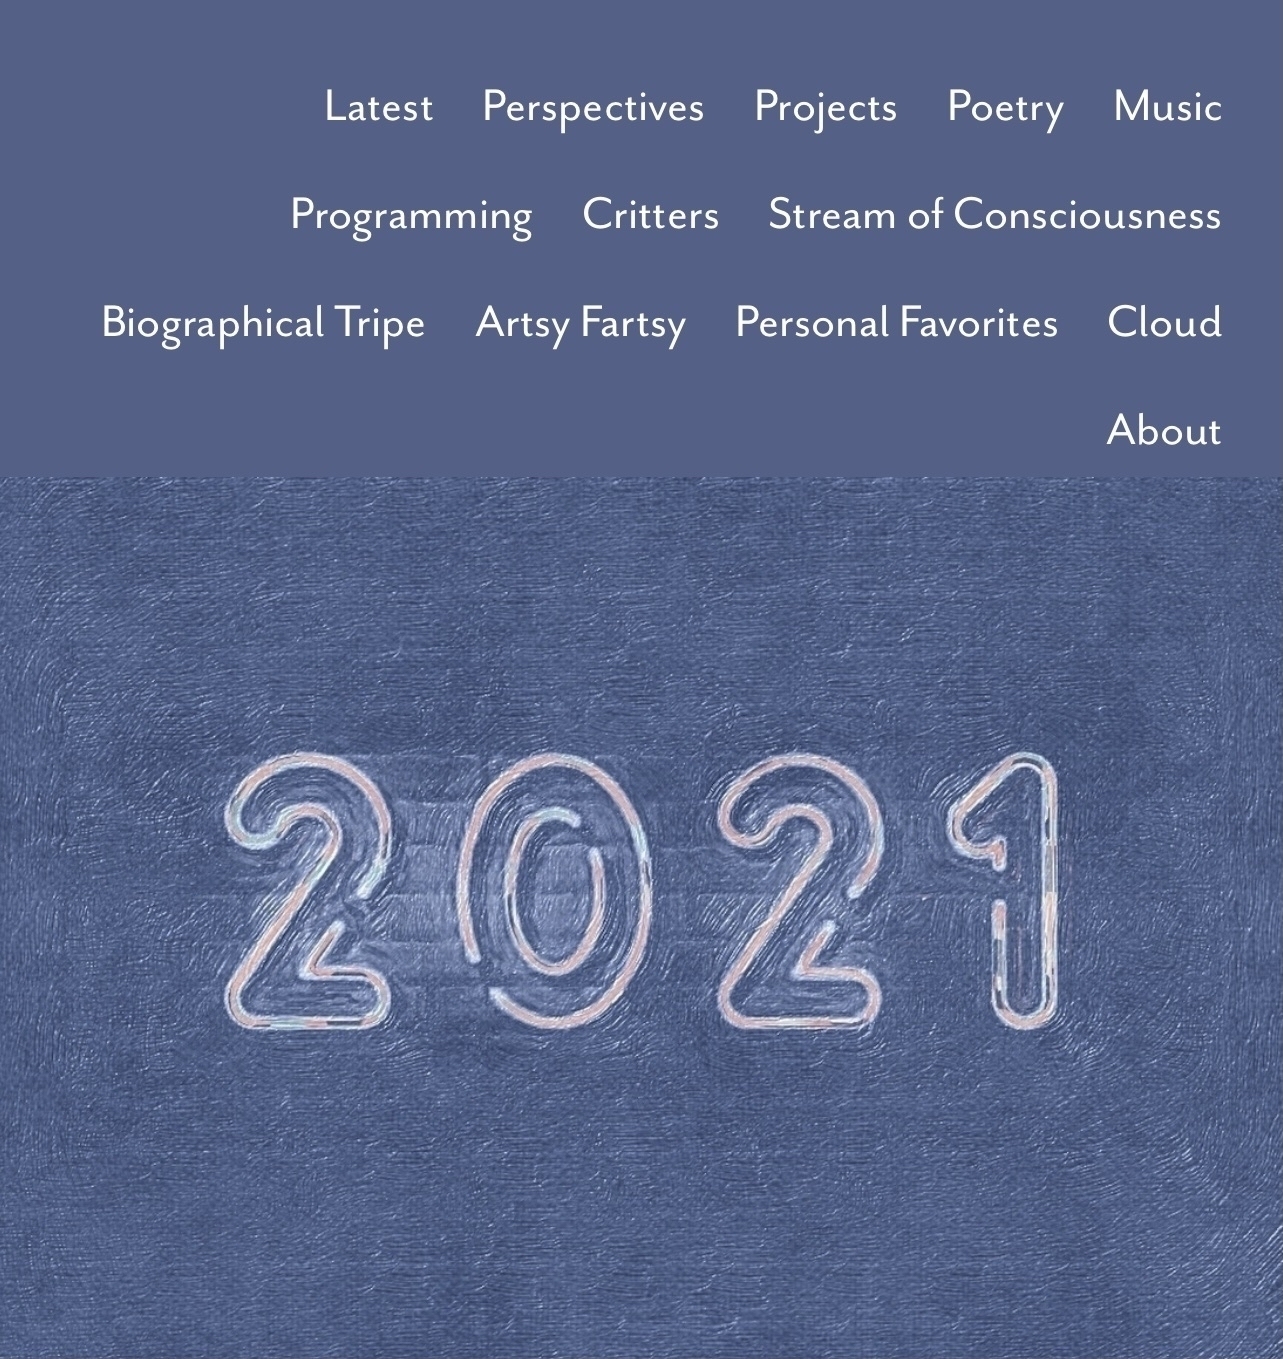 Latest Perspectives Projects Poetry Music
Programming Critters Stream of Consciousness
Biographical Tripe Artsy Fartsy Personal Favorites Cloud
About
2021